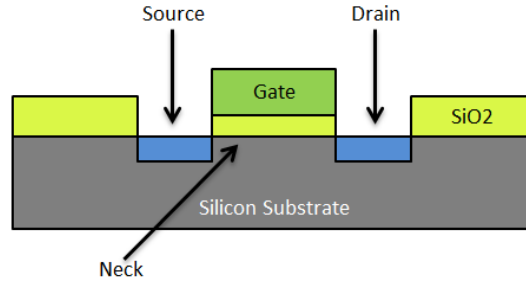 Source
Drain
Gate
SiO2
Silicon Substrate
Neck